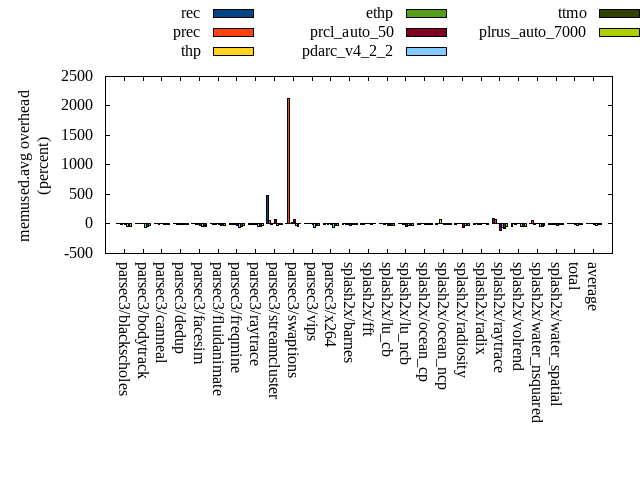 rec ethp ttmo
prec prcl_auto_50 plrus_auto_7000
thp pdarc_v4_2_2
memused.avg overhead
(percent)
2500
2000
1500
1000
500
0
-500
parsec3/blackscholes
parsec3/bodytrack
parsec3/canneal
parsec3/dedup
parsec3/facesim
parsec3/fluidanimate
parsec3/freqmine
parsec3/raytrace
parsec3/streamcluster
parsec3/swaptions
parsec3/vips
parsec3/x264
splash2x/barnes
splash2x/fft
splash2x/lu_cb
splash2x/lu_ncb
splash2x/ocean_cp
splash2x/ocean_ncp
splash2x/radiosity
splash2x/radix
splash2x/raytrace
splash2x/volrend
splash2x/water_nsquared
splash2x/water_spatial
total
average